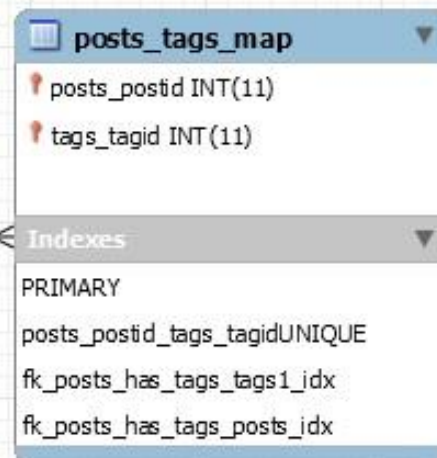 posts_tags_map
posts_postid INT(11)
tags_tagid INT(11)
Indexes
PRIMARY
posts_postid_tags_tagidUNIQUE
fk_posts_has_tags_tags1_idx
fk_posts_has_tags_posts_idx